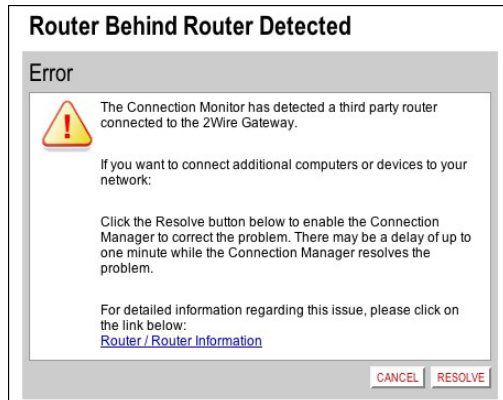 Router Behind Router Detected
Error
The Connection Monitor has detected a third party router
connected to the 2Wire Gateway.
If you want to connect additional computers or devices to your
network:
Click the Resolve button below to enable the Connection
Manager to correct the problem. There may be a delay of up to
one minute while the Connection Manager resolves the
problem.
For detailed information regarding this issue, please click on
the link below:
Router / Router Information
CANCEL RESOLVE